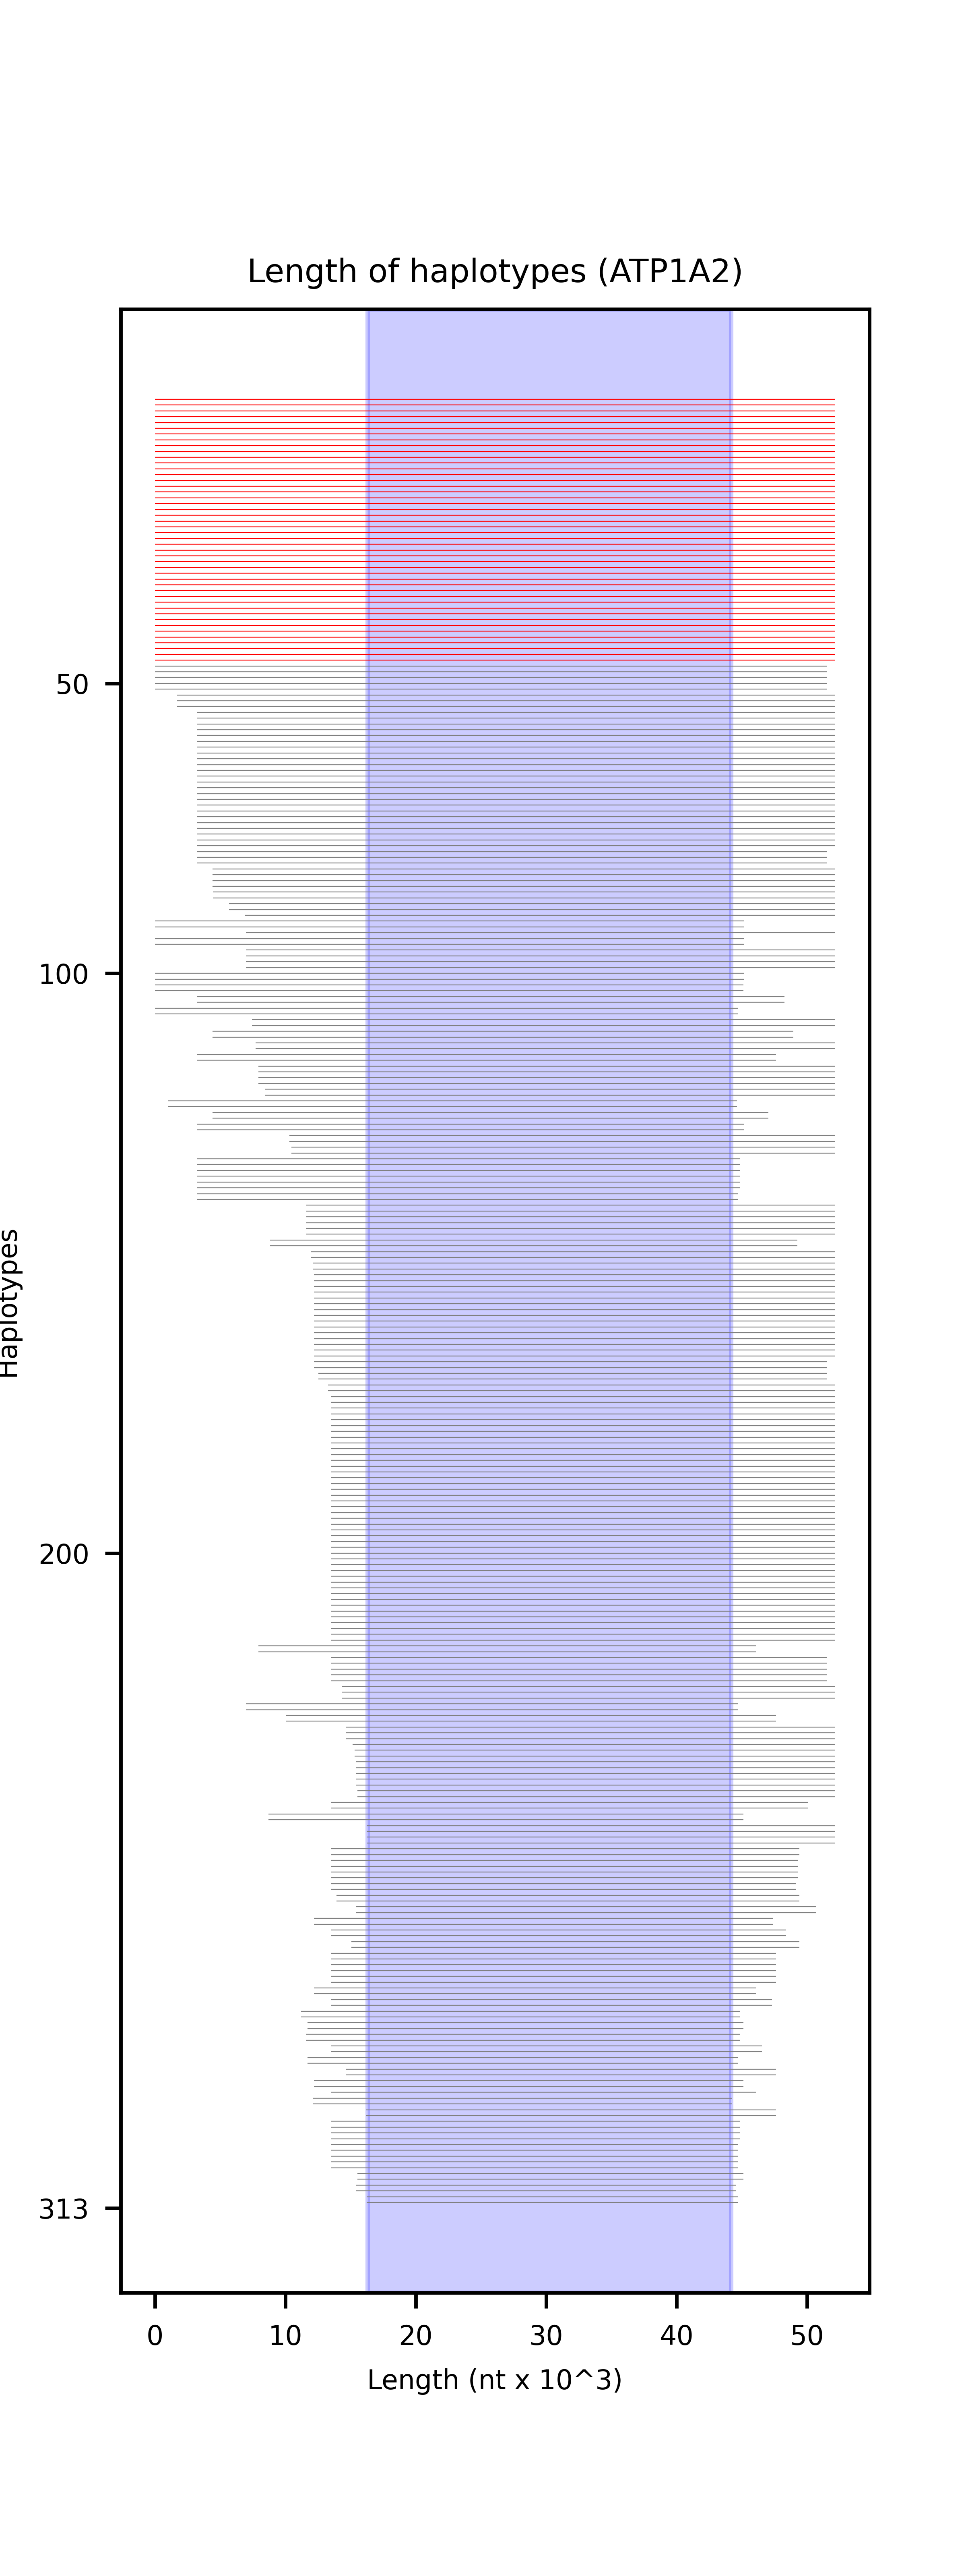 Length of haplotypes (ATP1A2)
50
100
Haplotypes
200
313
0 10 20 30 40 50
Length (nt x 10^3)